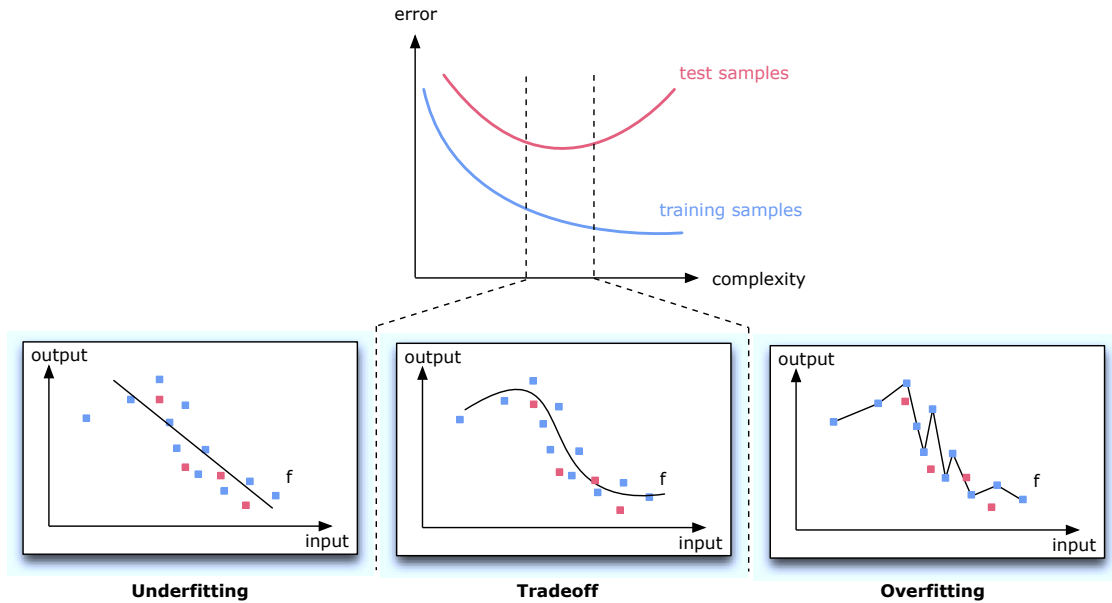 error
test samples
training samples
complexity
output
f
input
output
f
input
output
f
input
Underfitting
Tradeoff
Overfitting